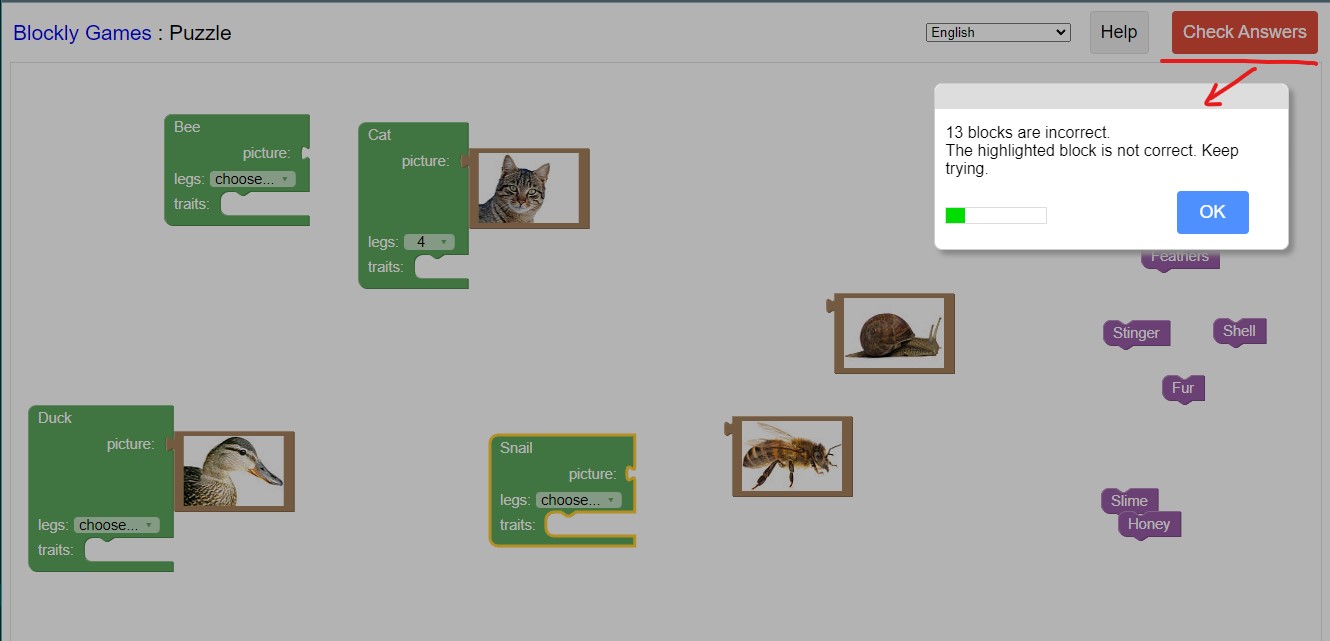 Blockly Games : Puzzle
English
Help
Check Answers
13 blocks are incorrect.
The highlighted block is not correct. Keep
trying.
OK
Bee
picture:
legs: choose...
traits:
Cat
picture:
legs: 4
traits:
Feathers
Stinger
Shell
Fur
Duck
picture:
legs: choose...
traits:
Snail
picture:
legs: choose...
traits:
Slime
Honey